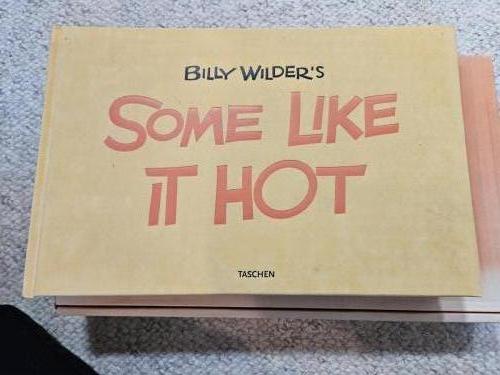 BILLY WILDER'S
SOME LIKE
IT HOT
TASCHEN